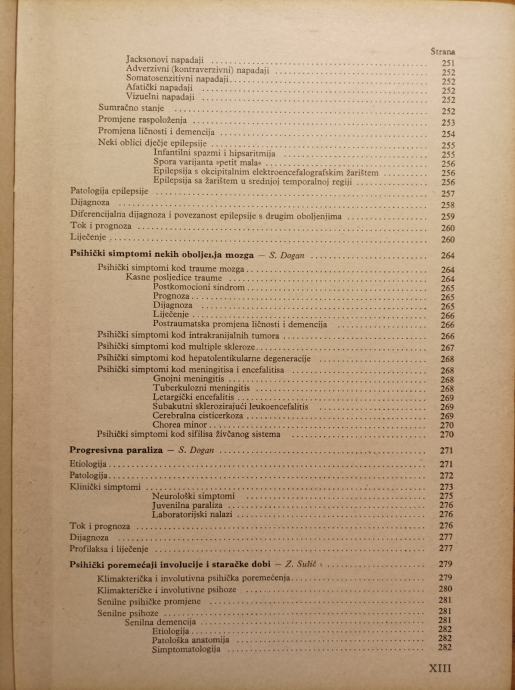 Strana
Jacksonovi napadaji 251
Adverzivni (kontraverzivni) napadaji 252
Somatosenzitivni napadaji 252
Afatički napadaji 252
Vizuelni napadaji 252
Sumračno stanje 252
Promjene raspoloženja 253
Promjena ličnosti i demencija 254
Neki oblici dječje epilepsije 255
Infantilni spazmi i hipsaritmija 255
Spora varijanta »petit mala« 256
Epilepsija s okcipitalnim elektroencefalografskim žarištem 256
Epilepsija sa žarištem u srednjoj temporalnoj regiji 256
Patologija epilepsije 257
Dijagnoza 258
Diferencijalna dijagnoza i povezanost epilepsije s drugim oboljenjima 259
Tok i prognoza 260
Liječenje 260
Psihički simptomi nekih oboljenja mozga — S. Dogan 264
Psihički simptomi kod traume mozga 264
Kasne posljedice traume 264
Postkomocioni sindrom 265
Prognoza 265
Dijagnoza 265
Liječenje 266
Postraumatska promjena ličnosti i demencija 266
Psihički simptomi kod intrakranijalnih tumora 266
Psihički simptomi kod multiple skleroze 267
Psihički simptomi kod hepatolentikularne degeneracije 268
Psihički simptomi kod meningitisa i encefalitisa 268
Gnojni meningitis 268
Tuberkulozni meningitis 268
Letargički encefalitis 269
Subakutni sklerozirajući leukoencefalitis 269
Cerebralna cisticerkoza 269
Chorea minor 270
Psihički simptomi kod sifilisa živčanog sistema 270
Progresivna paraliza — S. Dogan 271
Etiologija 271
Patologija 272
Klinički simptomi 273
Neurološki simptomi 275
Juvenilna paraliza 276
Laboratorijski nalazi 276
Tok i prognoza 276
Dijagnoza 277
Profilaksa i liječenje 277
Psihički poremećaji involucije i staračke dobi — Z. Sušić 279
Klimakterička i involutivna psihička poremećenja 279
Klimakteričke i involutivne psihoze 280
Senilne psihičke promjene 281
Senilne psihoze 281
Senilna demencija 281
Etiologija 282
Patološka anatomija 282
Simptomatologija 282
XIII